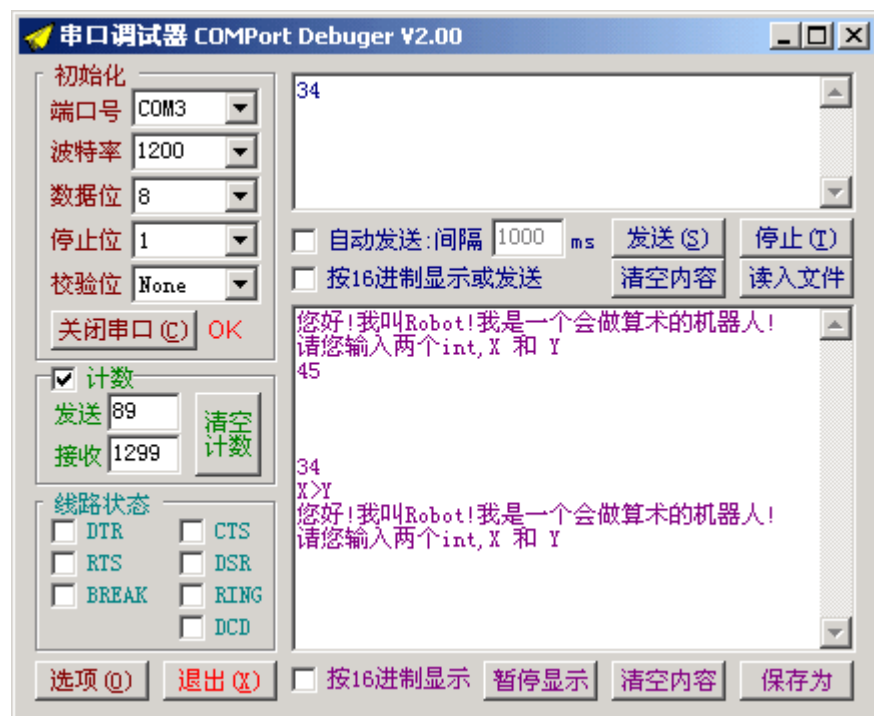 串口调试器 COMPort Debuger V2.00
初始化
端口号 COM3
波特率 1200
数据位 8
停止位 1
校验位 None
关闭串口(C) OK
计数
发送 89
接收 1299
清空
计数
线路状态
DTR CTS
RTS DSR
BREAK RING
DCD
选项(O) 退出(X)
34
自动发送:间隔 1000 ms 发送(S) 停止(T)
按16进制显示或发送 清空内容 读入文件
您好!我叫Robot!我是一个会做算术的机器人!
请您输入两个int,X 和 Y
45
34
X>Y
您好!我叫Robot!我是一个会做算术的机器人!
请您输入两个int,X 和 Y
按16进制显示 暂停显示 清空内容 保存为